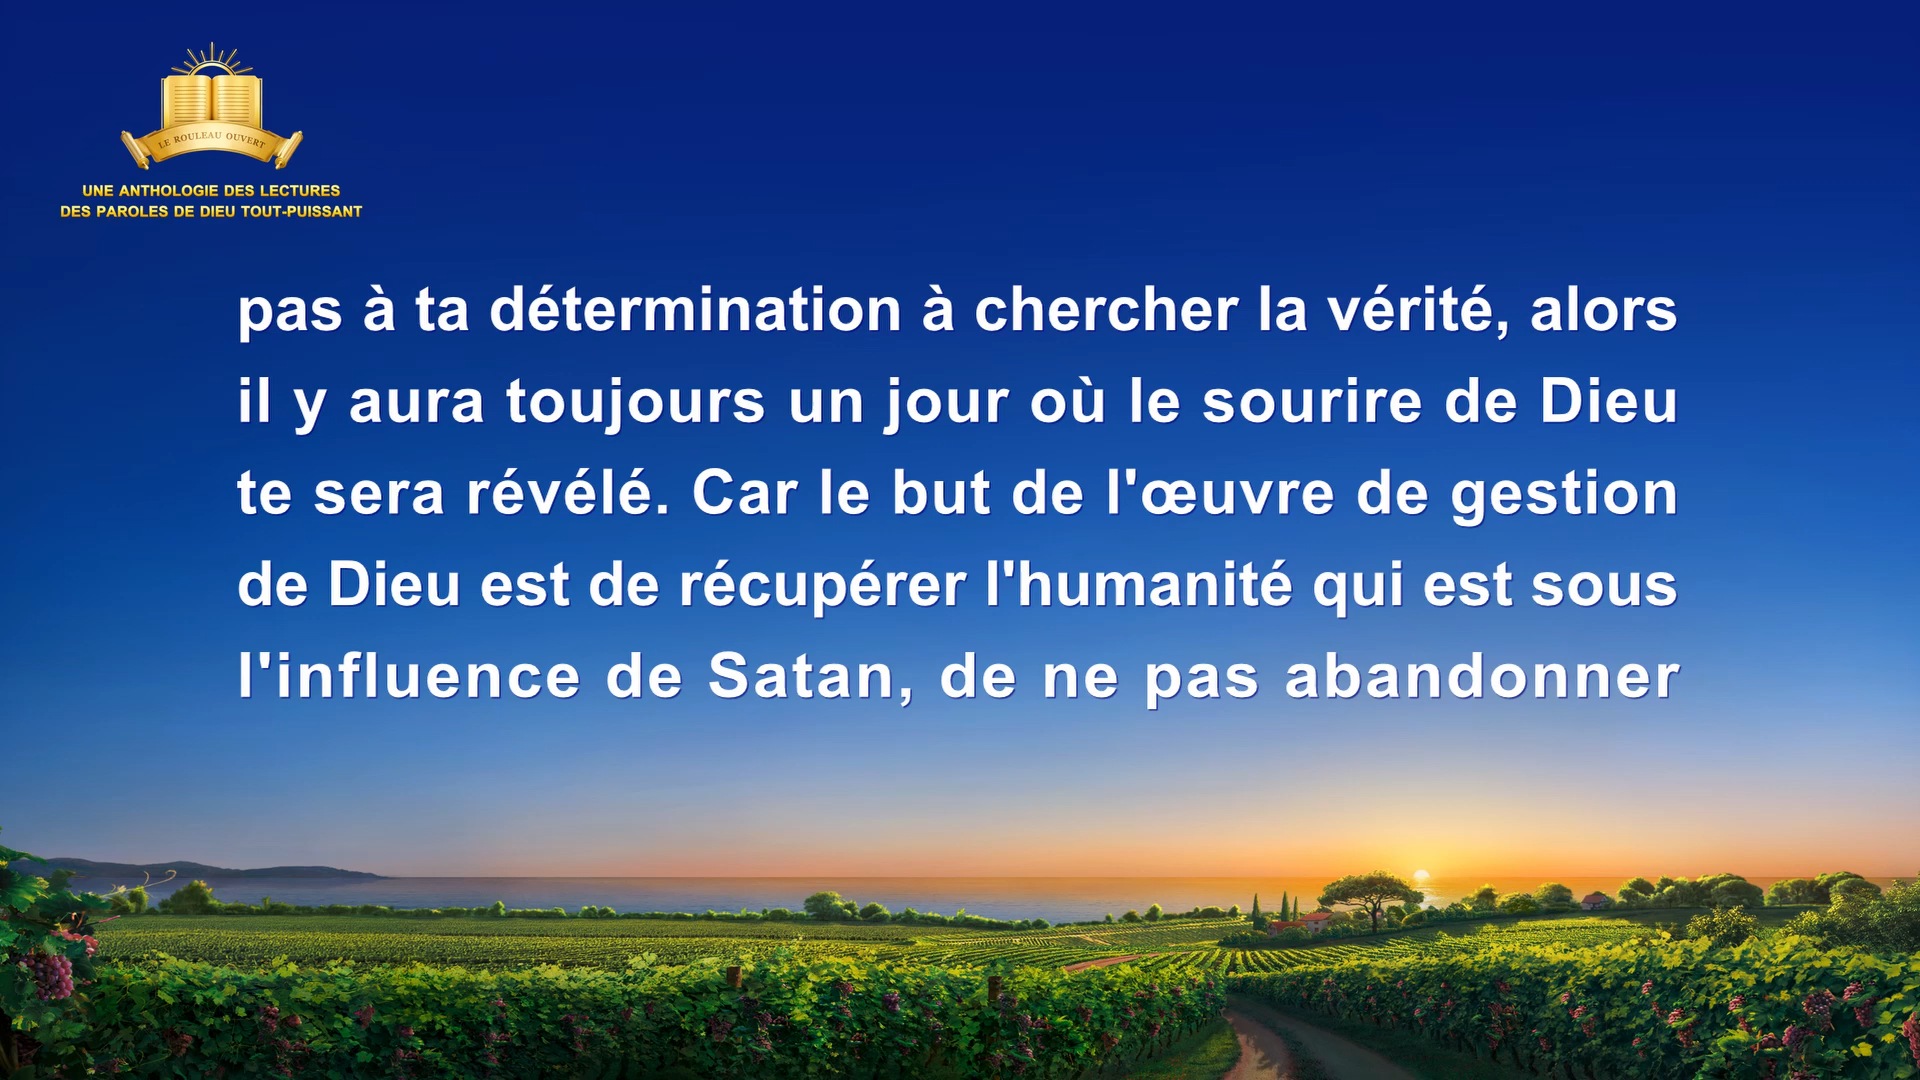 LE ROULEAU OUVERT
UNE ANTHOLOGIE DES LECTURES
DES PAROLES DE DIEU TOUT-PUISSANT
pas à ta détermination à chercher la vérité, alors
il y aura toujours un jour où le sourire de Dieu
te sera révélé. Car le but de l'œuvre de gestion
de Dieu est de récupérer l'humanité qui est sous
l'influence de Satan, de ne pas abandonner